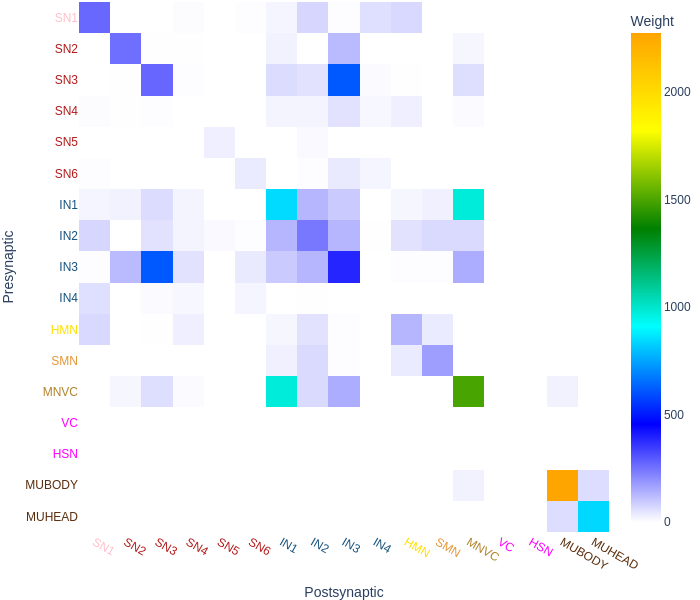 Weight
SN1
SN2
SN3
SN4
SN5
SN6
IN1
IN2
IN3
IN4
HMN
SMN
MNVC
VC
HSN
MUBODY
MUHEAD
Presynaptic
2000
1500
1000
500
0
SN1
SN2
SN3
SN4
SN5
SN6
IN1
IN2
IN3
IN4
HMN
SMN
MNVC
VC
HSN
MUBODY
MUHEAD
Postsynaptic